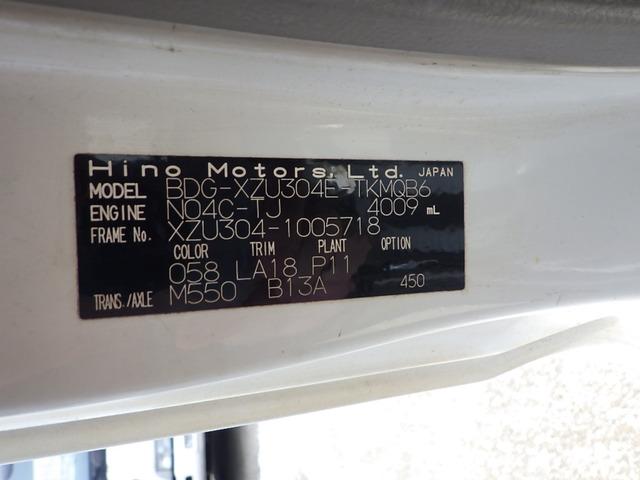 Hino Motors, Ltd. JAPAN
MODEL BDG-XZU304E-TKMQB6
ENGINE N04C-TJ 4009 mL
FRAME No. XZU304-1005718
COLOR TRIM PLANT OPTION
058 LA18 P11
TRANS./AXLE M550 B13A 450